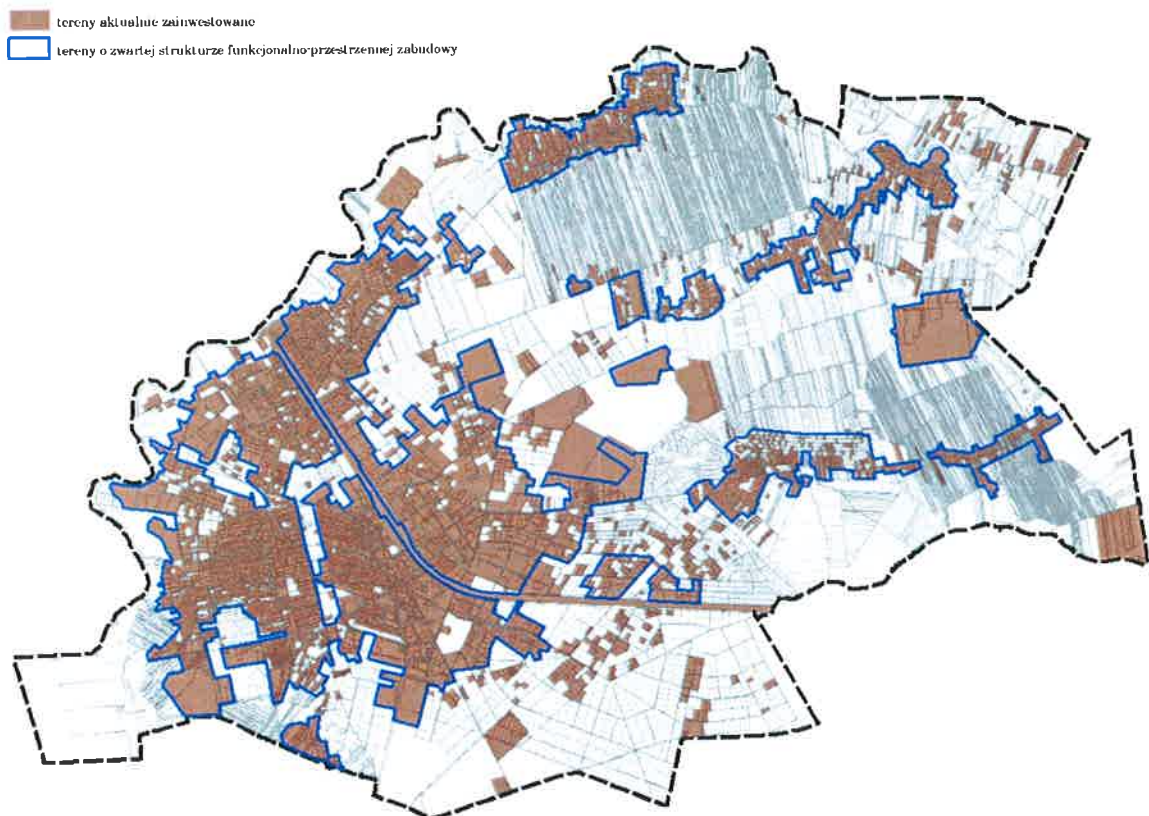 tereny aktualnie zainwestowane
tereny o zwartej strukturze funkcjonalno-przestrzennej zabudowy